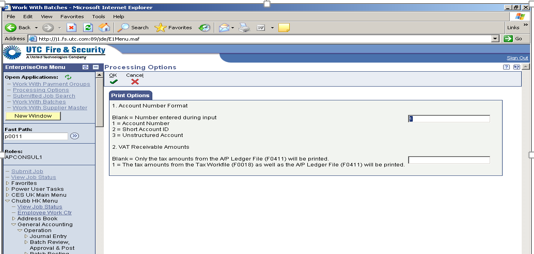 Work With Batches - Microsoft Internet Explorer
File Edit View Favorites Tools Help
Back Search Favorites
Address http://j1.fs.utc.com:89/jde/E1Menu.maf Go Links
UTC Fire & Security
A United Technologies Company
Sign Out
EnterpriseOne Menu
Processing Options
Open Applications:
OK Cancel
Work With Payment Groups
Processing Options
Submitted Job Search
Work With Batches
Work With Supplier Master
New Window
Fast Path:
p0011
Roles:
APCONSUL1
Submit Job
View Job Status
Favorites
Power User Tasks
CES UK Main Menu
Chubb HK Menu
View Job Status
Employee Work Ctr
Address Book
General Accounting
Operation
Journal Entry
Batch Review,
Approval & Post
Batch Posting
Print Options
1. Account Number Format
Blank = Number entered during input
1 = Account Number
2 = Short Account ID
3 = Unstructured Account
2. VAT Receivable Amounts
Blank = Only the tax amounts from the A/P Ledger File (F0411) will be printed.
1 = The tax amounts from the Tax Workfile (F0018) as well as the A/P Ledger File (F0411) will be printed.